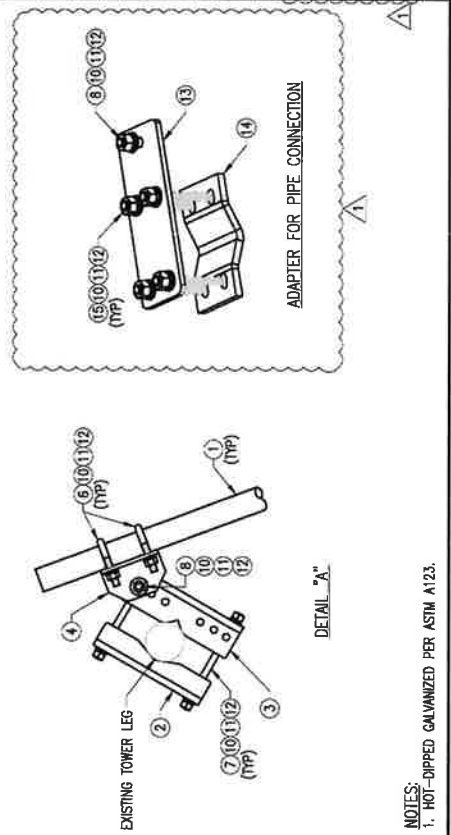 8 10 11 12
13
14
15 10 11 12
(TYP)
ADAPTER FOR PIPE CONNECTION
1
1
EXISTING TOWER LEG
4
6 10 11 12
(TYP)
1
(TYP)
8
10
11
12
2
3
7 10 11 12
(TYP)
DETAIL "A"
NOTES:
1. HOT-DIPPED GALVANIZED PER ASTM A123.